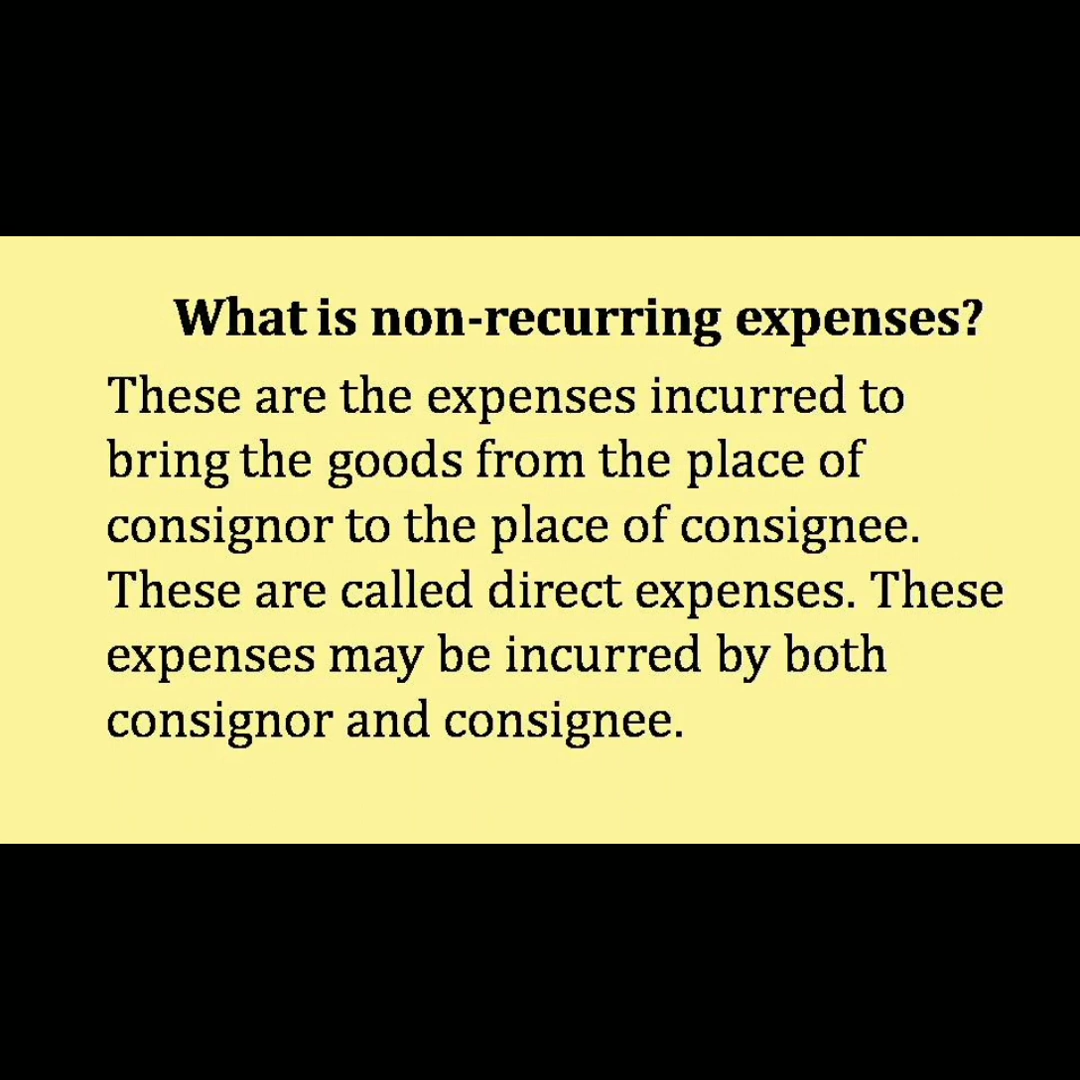 What is non-recurring expenses?
These are the expenses incurred to
bring the goods from the place of
consignor to the place of consignee.
These are called direct expenses. These
expenses may be incurred by both
consignor and consignee.